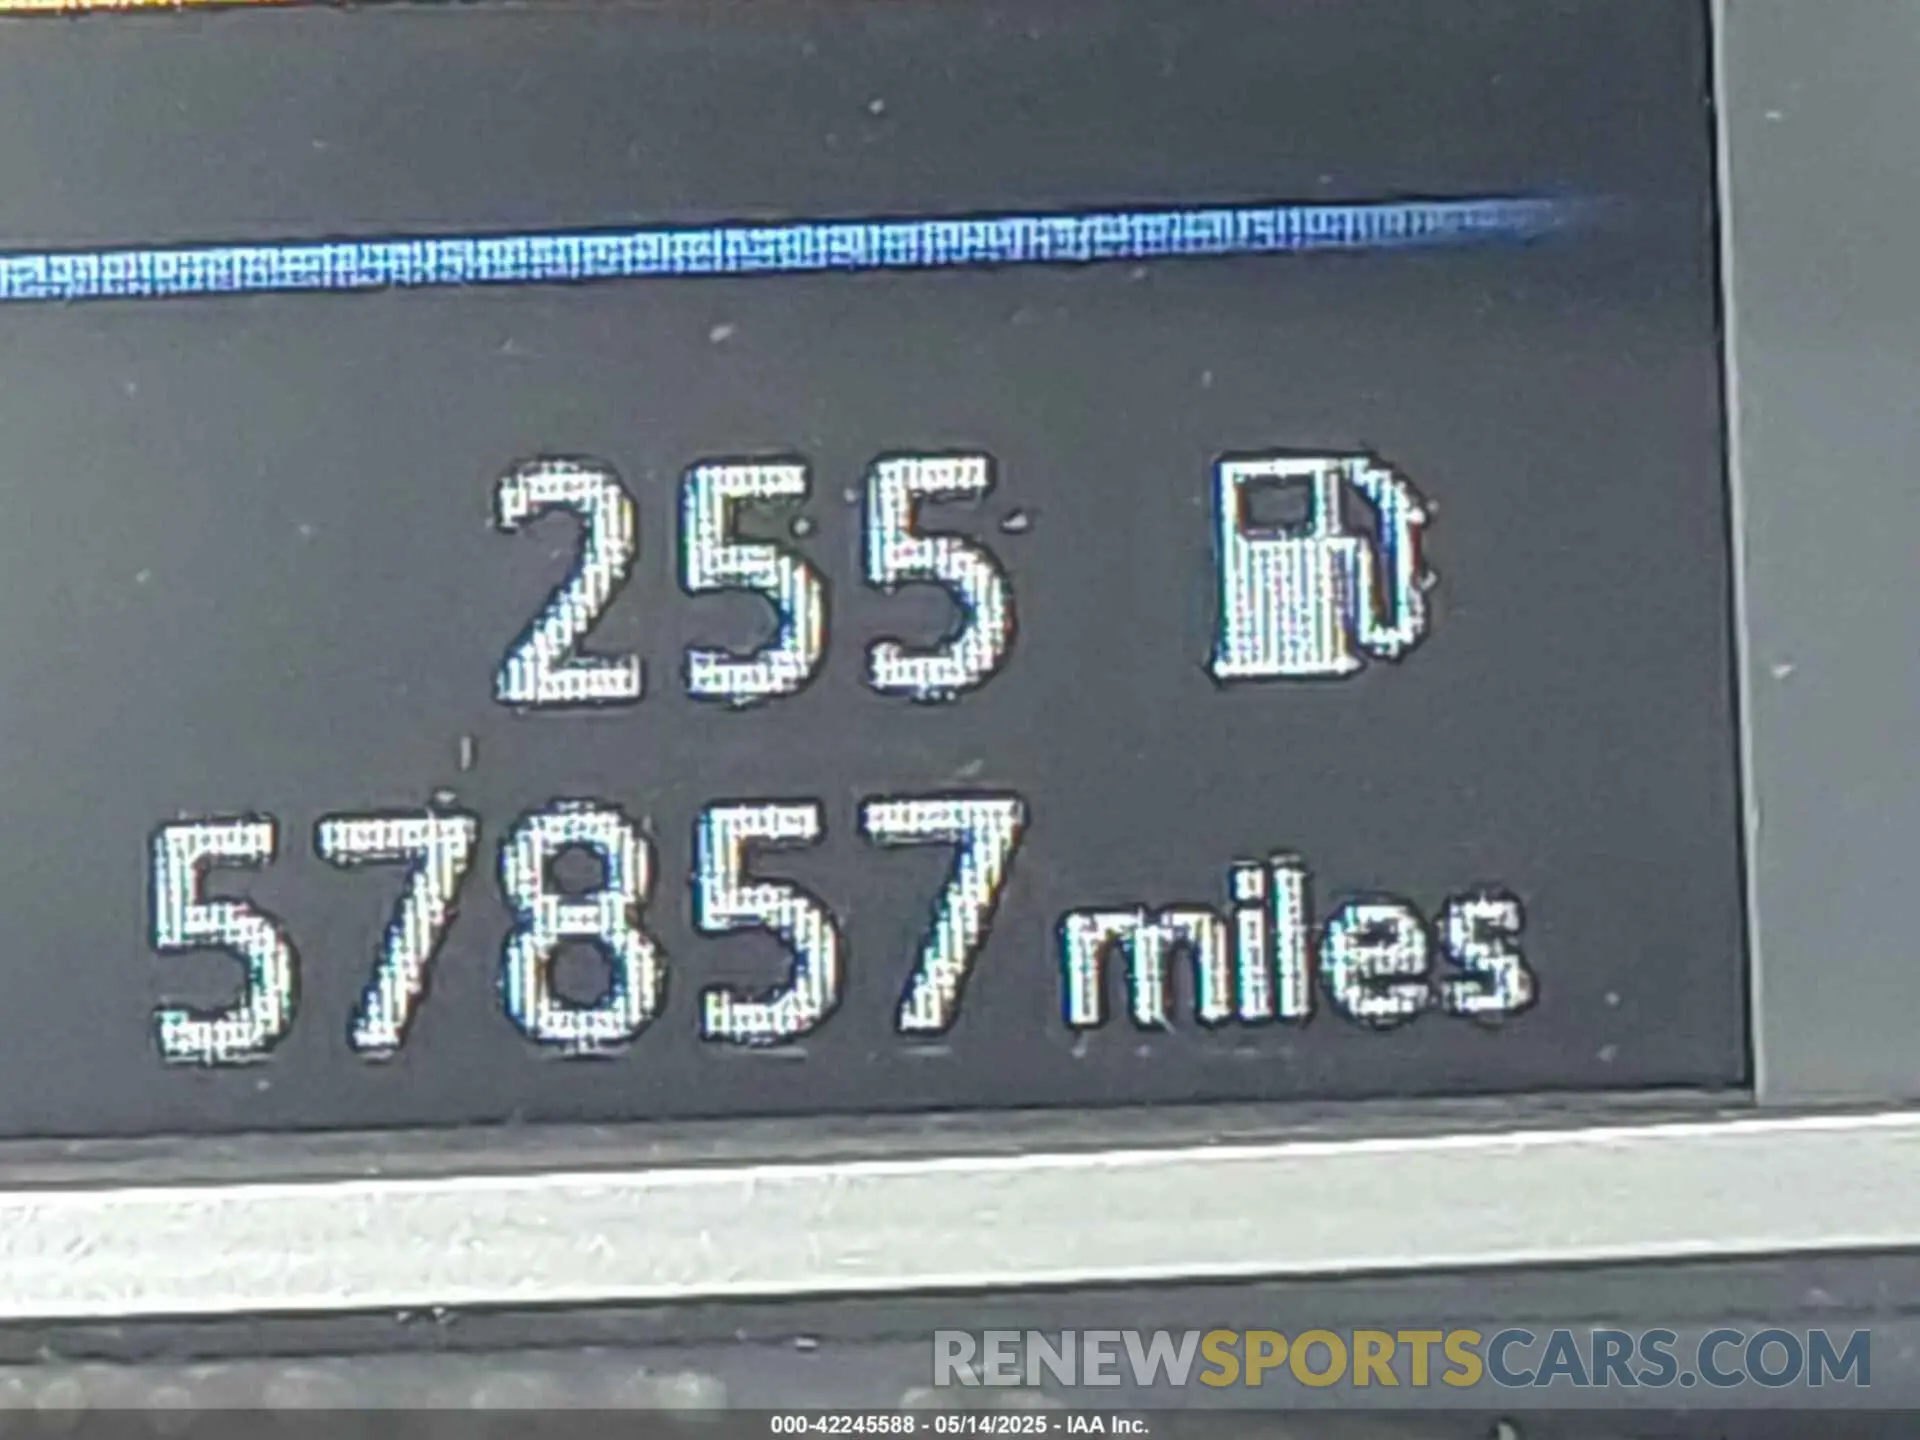 255
57857 miles
RENEWSPORTSCARS.COM
000-42245588 - 05/14/2025 - IAA Inc.